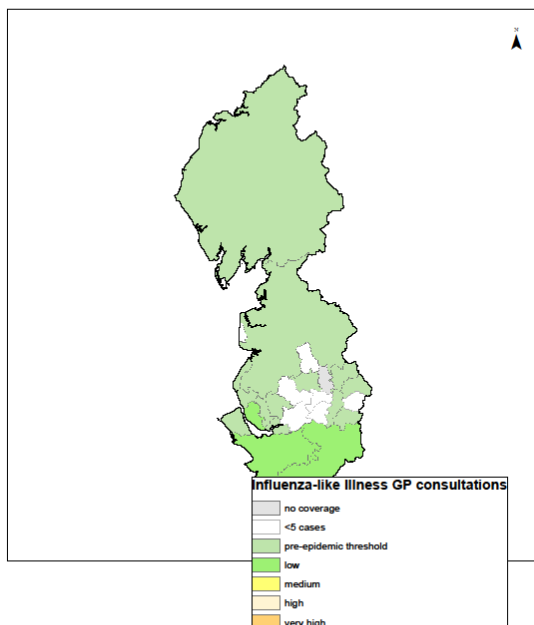 N
Influenza-like Illness GP consultations
no coverage
<5 cases
pre-epidemic threshold
low
medium
high
very high